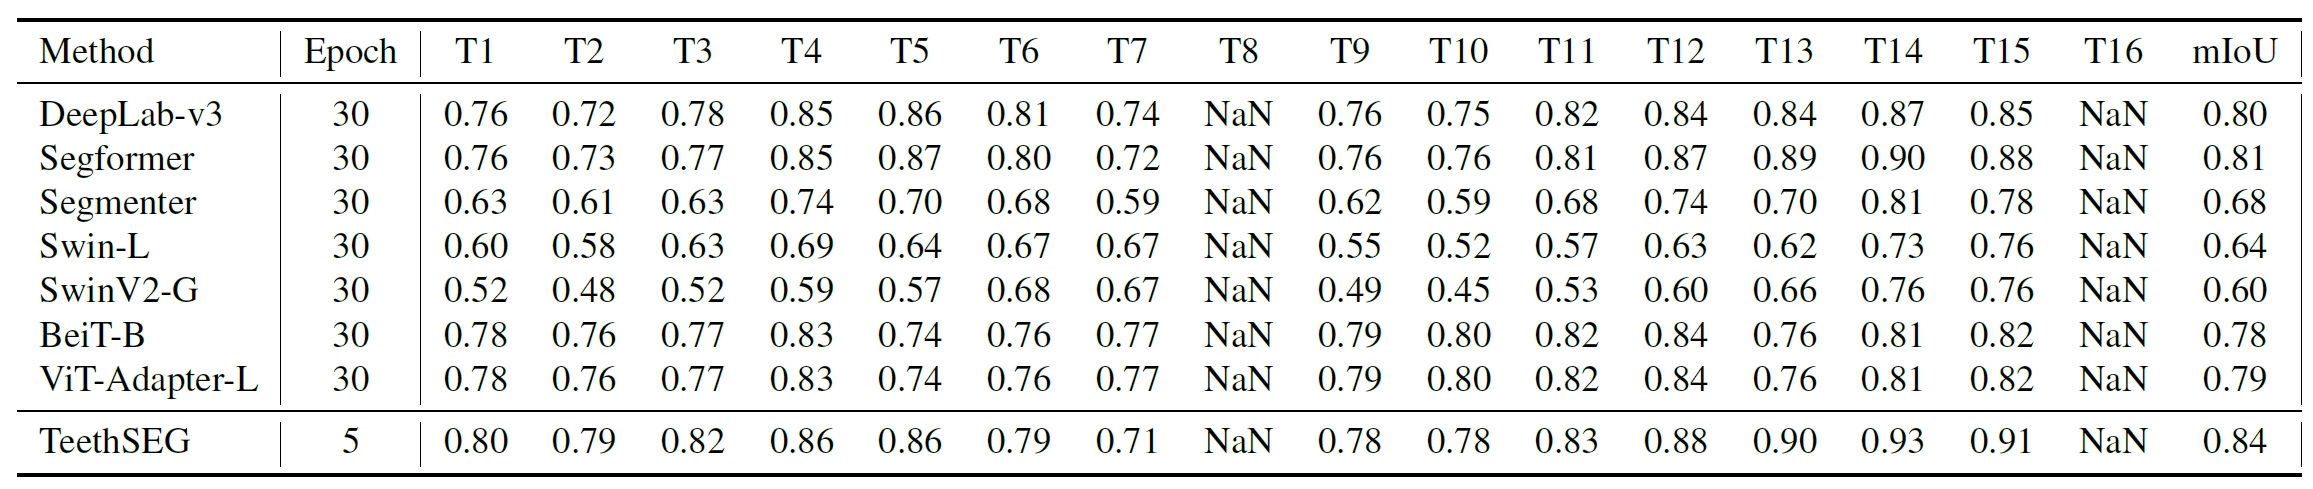 Method Epoch T1 T2 T3 T4 T5 T6 T7 T8 T9 T10 T11 T12 T13 T14 T15 T16 mIoU
DeepLab-v3 30 0.76 0.72 0.78 0.85 0.86 0.81 0.74 NaN 0.76 0.75 0.82 0.84 0.84 0.87 0.85 NaN 0.80
Segformer 30 0.76 0.73 0.77 0.85 0.87 0.80 0.72 NaN 0.76 0.76 0.81 0.87 0.89 0.90 0.88 NaN 0.81
Segmenter 30 0.63 0.61 0.63 0.74 0.70 0.68 0.59 NaN 0.62 0.59 0.68 0.74 0.70 0.81 0.78 NaN 0.68
Swin-L 30 0.60 0.58 0.63 0.69 0.64 0.67 0.67 NaN 0.55 0.52 0.57 0.63 0.62 0.73 0.76 NaN 0.64
SwinV2-G 30 0.52 0.48 0.52 0.59 0.57 0.68 0.67 NaN 0.49 0.45 0.53 0.60 0.66 0.76 0.76 NaN 0.60
BeiT-B 30 0.78 0.76 0.77 0.83 0.74 0.76 0.77 NaN 0.79 0.80 0.82 0.84 0.76 0.81 0.82 NaN 0.78
ViT-Adapter-L 30 0.78 0.76 0.77 0.83 0.74 0.76 0.77 NaN 0.79 0.80 0.82 0.84 0.76 0.81 0.82 NaN 0.79
TeethSEG 5 0.80 0.79 0.82 0.86 0.86 0.79 0.71 NaN 0.78 0.78 0.83 0.88 0.90 0.93 0.91 NaN 0.84